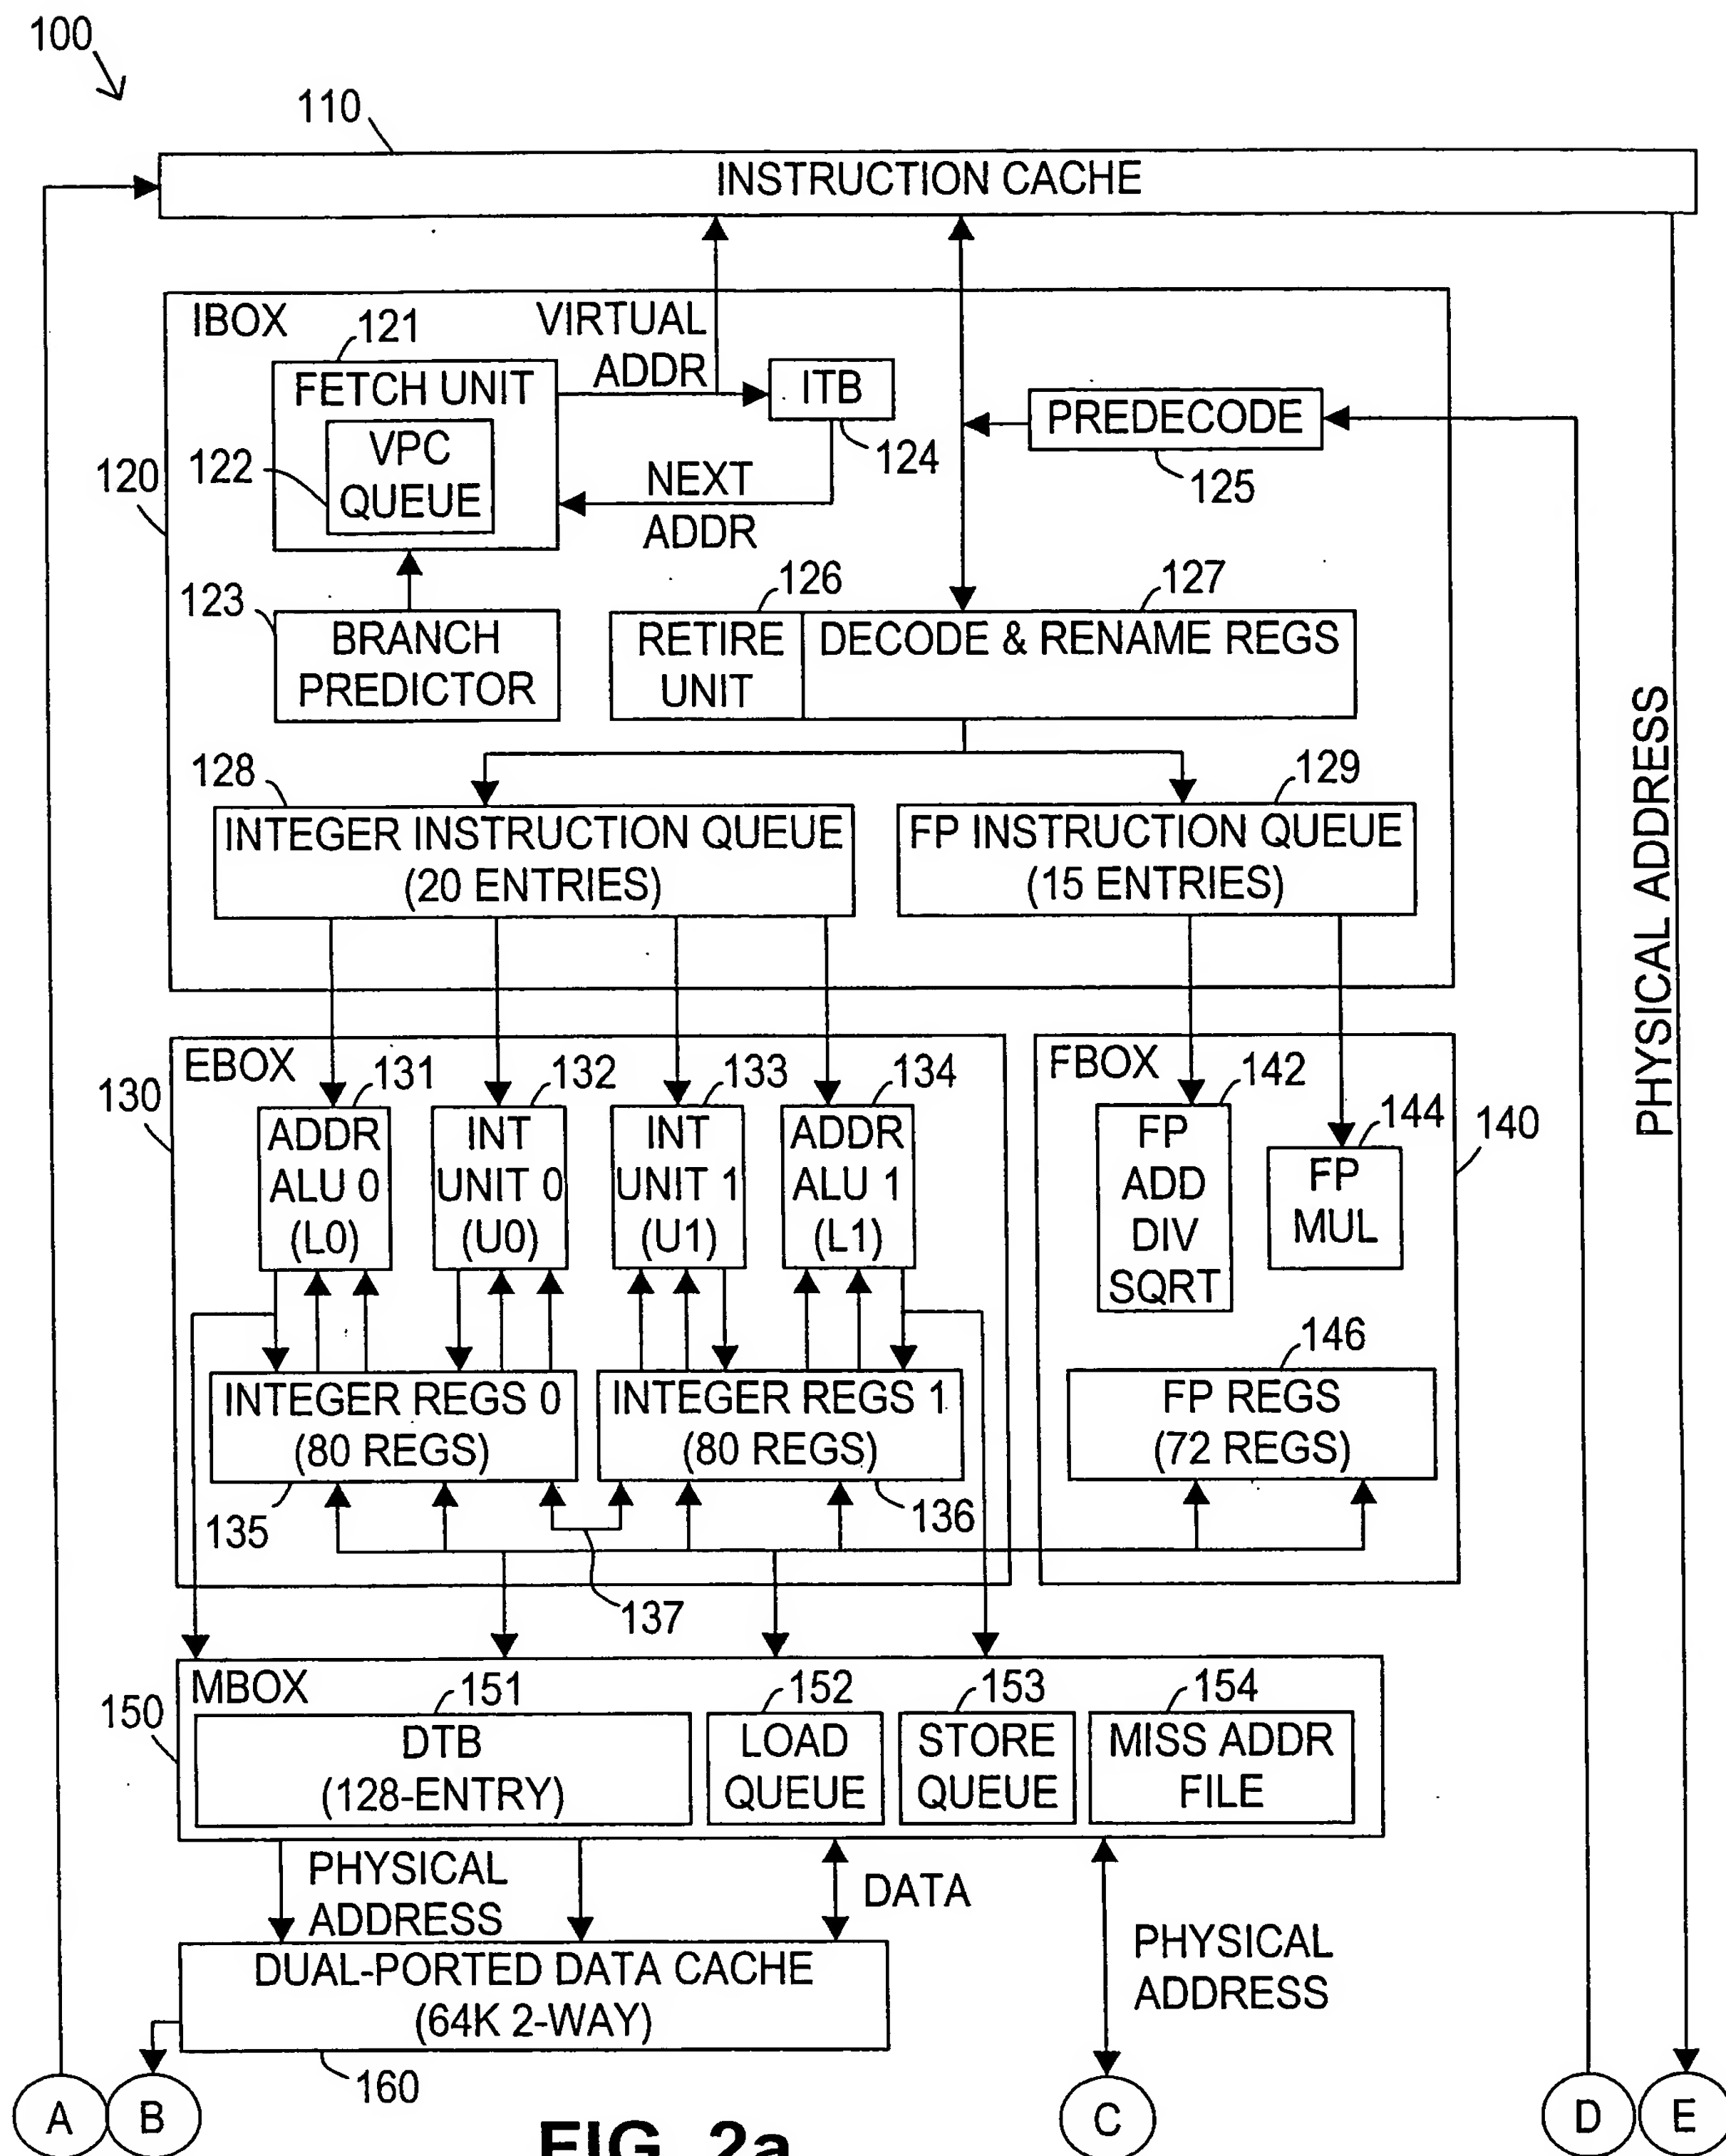 100
110
INSTRUCTION CACHE
IBOX
121
VIRTUAL
ADDR
FETCH UNIT
ITB
PREDECODE
VPC
QUEUE
122
124
125
120
NEXT
ADDR
123
126
127
BRANCH
PREDICTOR
RETIRE
UNIT
DECODE & RENAME REGS
PHYSICAL ADDRESS
128
129
INTEGER INSTRUCTION QUEUE
(20 ENTRIES)
FP INSTRUCTION QUEUE
(15 ENTRIES)
EBOX
131
132
133
134
FBOX
142
130
144
140
ADDR
ALU 0
(L0)
INT
UNIT 0
(U0)
INT
UNIT 1
(U1)
ADDR
ALU 1
(L1)
FP
ADD
DIV
SQRT
FP
MUL
146
INTEGER REGS 0
(80 REGS)
INTEGER REGS 1
(80 REGS)
FP REGS
(72 REGS)
135
136
137
MBOX
151
152
153
154
150
DTB
(128-ENTRY)
LOAD
QUEUE
STORE
QUEUE
MISS ADDR
FILE
PHYSICAL
ADDRESS
DATA
PHYSICAL
ADDRESS
DUAL-PORTED DATA CACHE
(64K 2-WAY)
160
A
B
C
D
E
FIG. 2a